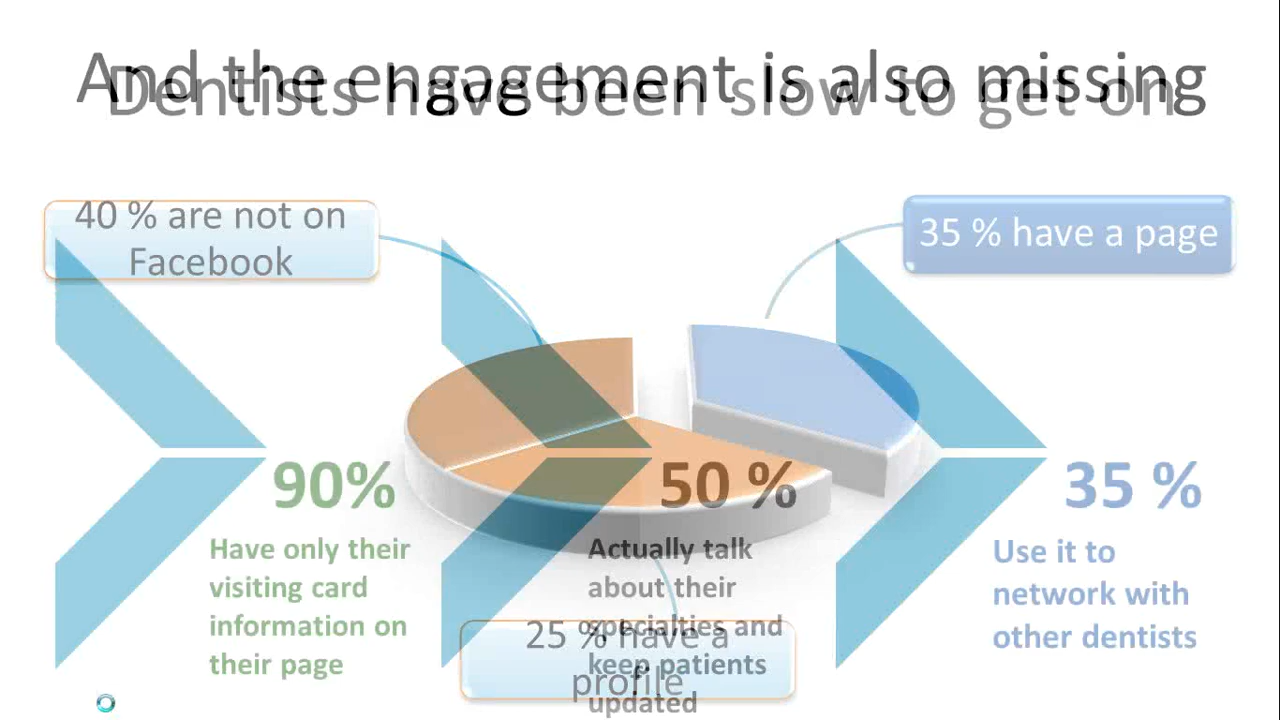 And the engagement is also missing
Dentists have been slow to get on
40 % are not on
Facebook
35 % have a page
90%
Have only their
visiting card
information on
their page
50 %
Actually talk
about their
specialties and
keep patients
updated
25 % have a
profile
35 %
Use it to
network with
other dentists